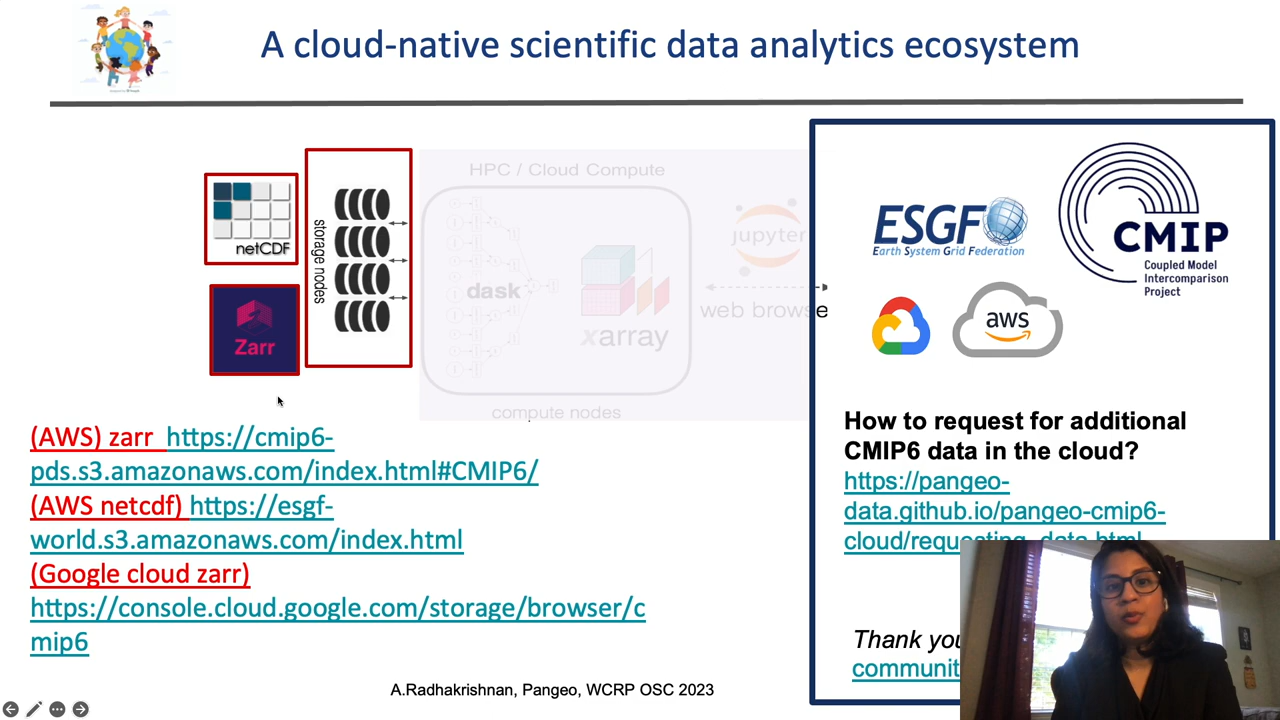 A cloud-native scientific data analytics ecosystem
netCDF
Zarr
storage nodes
HPC / Cloud Compute
dask
xarray
compute nodes
jupyter
web browse
ESGF
Earth System Grid Federation
CMIP
Coupled Model
Intercomparison
Project
aws
(AWS) zarr https://cmip6-
pds.s3.amazonaws.com/index.html#CMIP6/
(AWS netcdf) https://esgf-
world.s3.amazonaws.com/index.html
(Google cloud zarr)
https://console.cloud.google.com/storage/browser/c
mip6
How to request for additional
CMIP6 data in the cloud?
https://pangeo-
data.github.io/pangeo-cmip6-
cloud/requesting_data.html
Thank you
communit
A.Radhakrishnan, Pangeo, WCRP OSC 2023